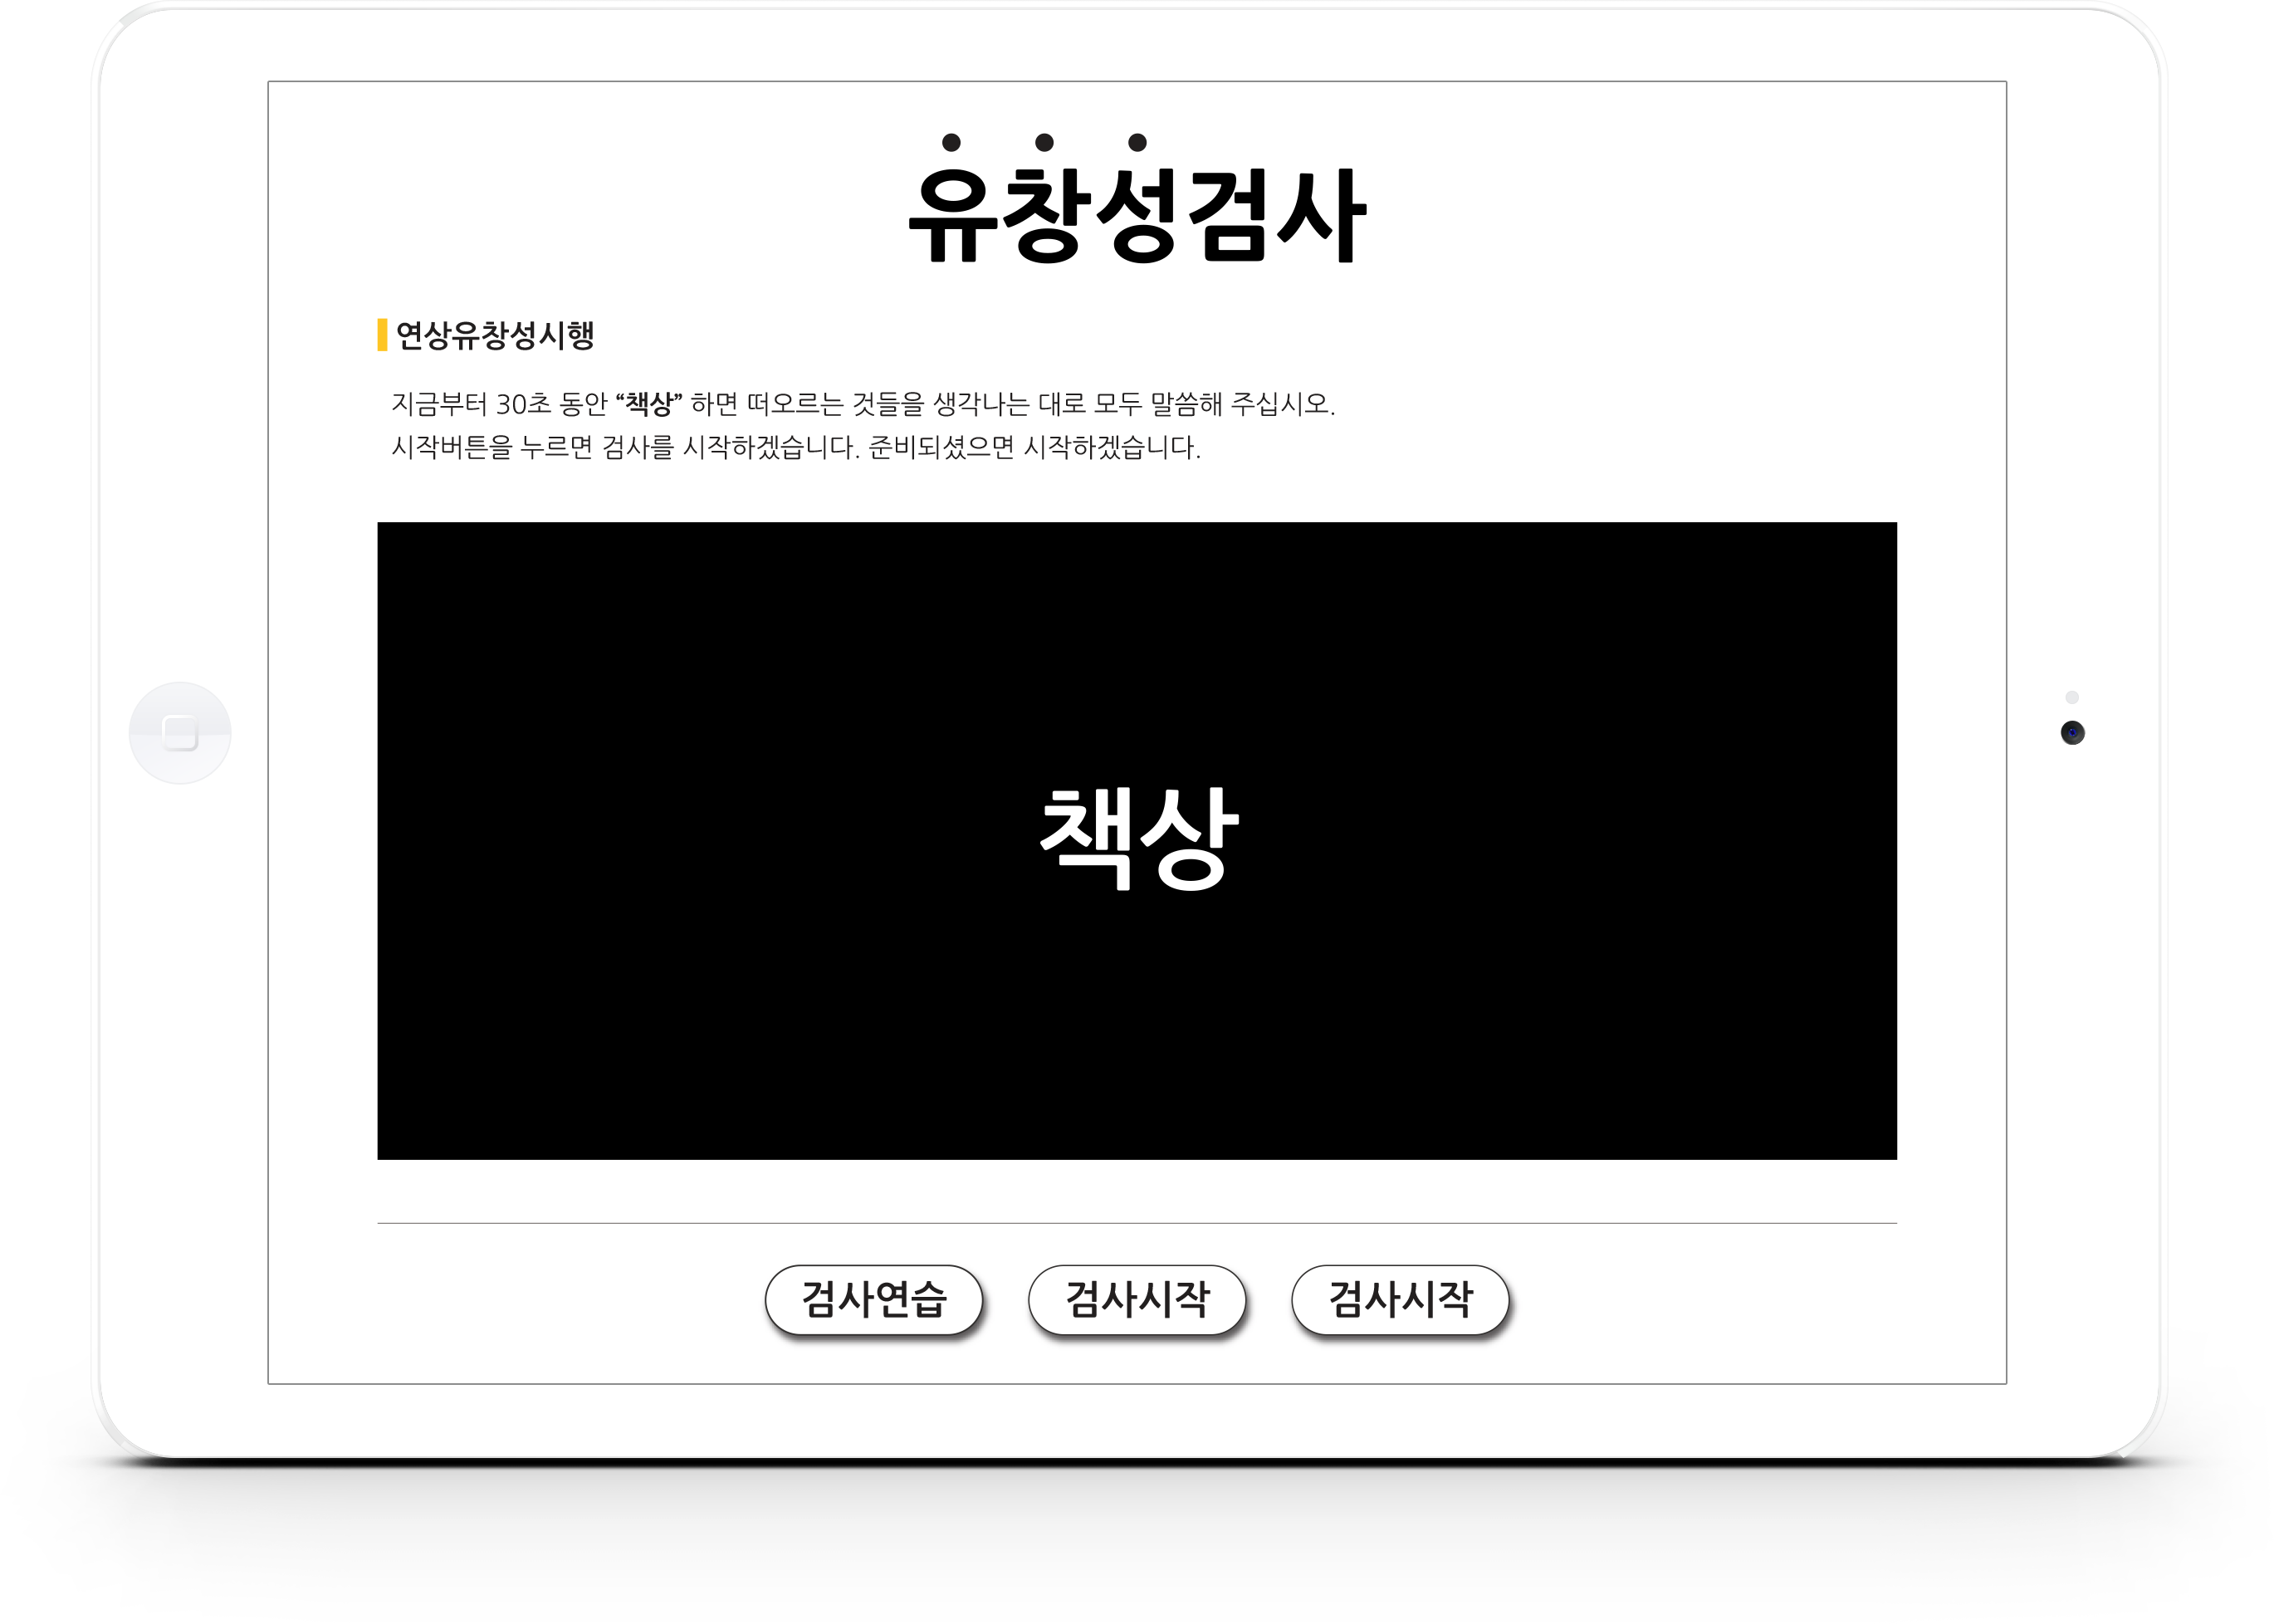 유창성검사
연상유창성시행
지금부터 30초 동안 “책상” 하면 떠오르는 것들을 생각나는 대로 모두 말씀해 주십시오.
시작버튼을 누르면 검사를 시작하겠습니다. 준비되셨으면 시작하겠습니다.
책상
검사연습 검사시작 검사시작